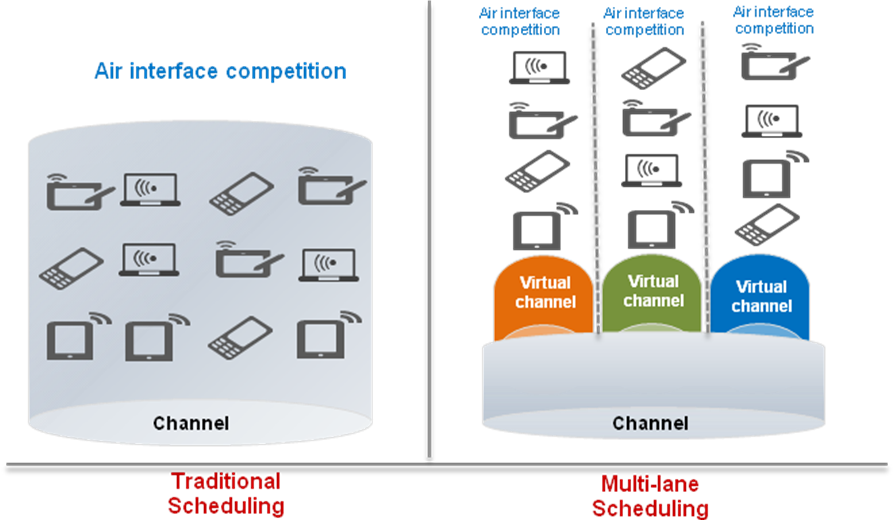 Air interface competition
Channel
Traditional
Scheduling
Air interface
competition
Air interface
competition
Air interface
competition
Virtual
channel
Virtual
channel
Virtual
channel
Channel
Multi-lane
Scheduling